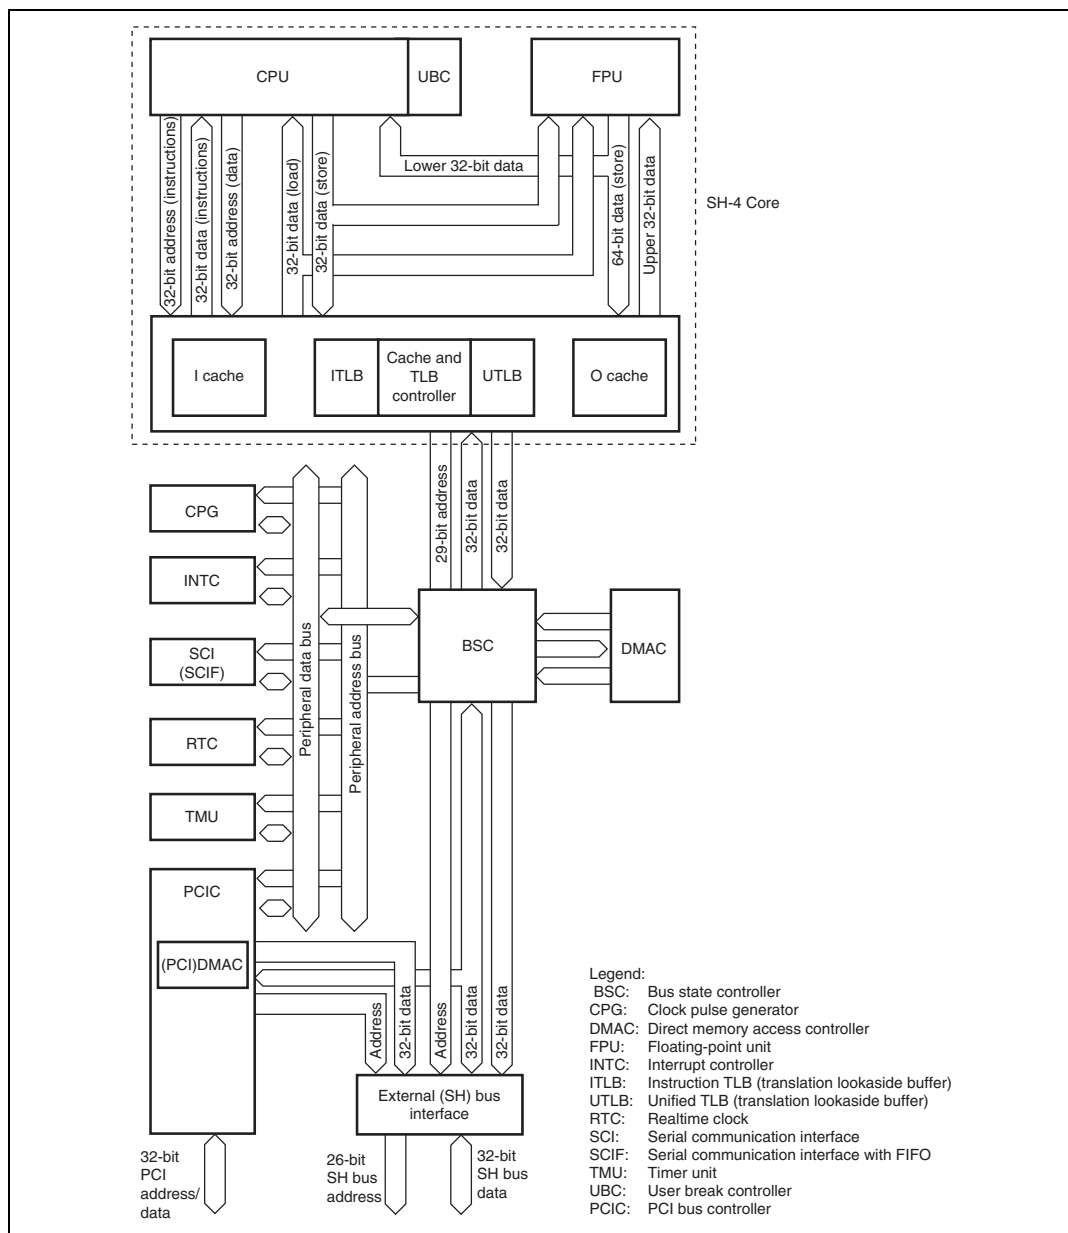 CPU
UBC
FPU
Lower 32-bit data
32-bit address (instructions)
32-bit data (instructions)
32-bit address (data)
32-bit data (load)
32-bit data (store)
64-bit data (store)
Upper 32-bit data
SH-4 Core
I cache
ITLB
Cache and
TLB
controller
UTLB
O cache
29-bit address
32-bit data
32-bit data
CPG
INTC
SCI
(SCIF)
RTC
TMU
PCIC
(PCI)DMAC
Peripheral data bus
Peripheral address bus
BSC
DMAC
Address
32-bit data
Address
32-bit data
32-bit data
External (SH) bus
interface
32-bit
PCI
address/
data
26-bit
SH bus
address
32-bit
SH bus
data
Legend:
BSC: Bus state controller
CPG: Clock pulse generator
DMAC: Direct memory access controller
FPU: Floating-point unit
INTC: Interrupt controller
ITLB: Instruction TLB (translation lookaside buffer)
UTLB: Unified TLB (translation lookaside buffer)
RTC: Realtime clock
SCI: Serial communication interface
SCIF: Serial communication interface with FIFO
TMU: Timer unit
UBC: User break controller
PCIC: PCI bus controller